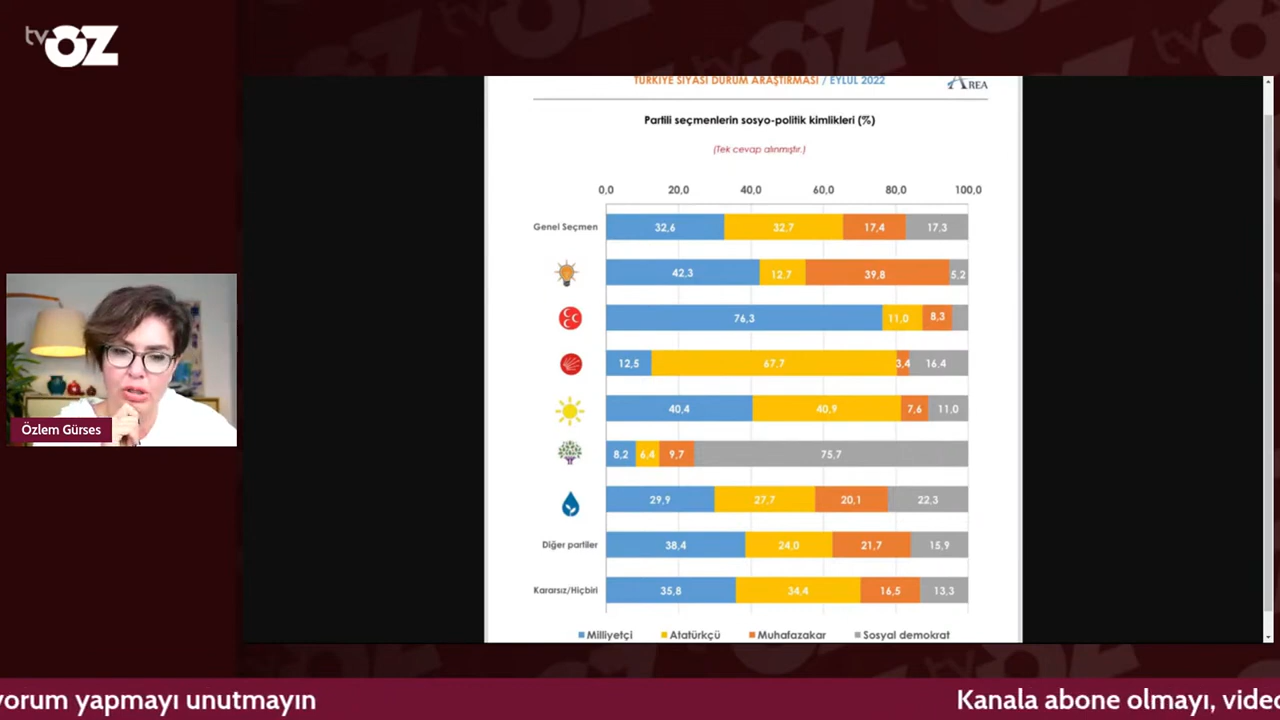 tv ÖZ
TÜRKİYE SİYASİ DURUM ARAŞTIRMASI / EYLÜL 2022
AREA
Partili seçmenlerin sosyo-politik kimlikleri (%)
(Tek cevap alınmıştır.)
0,0 20,0 40,0 60,0 80,0 100,0
Genel Seçmen 32,6 32,7 17,4 17,3
42,3 12,7 39,8 5,2
76,3 11,0 8,3
12,5 67,7 3,4 16,4
40,4 40,9 7,6 11,0
8,2 6,4 9,7 75,7
29,9 27,7 20,1 22,3
Diğer partiler 38,4 24,0 21,7 15,9
Kararsız/Hiçbiri 35,8 34,4 16,5 13,3
Milliyetçi Atatürkçü Muhafazakar Sosyal demokrat
Özlem Gürses
yorum yapmayı unutmayın Kanala abone olmayı, video